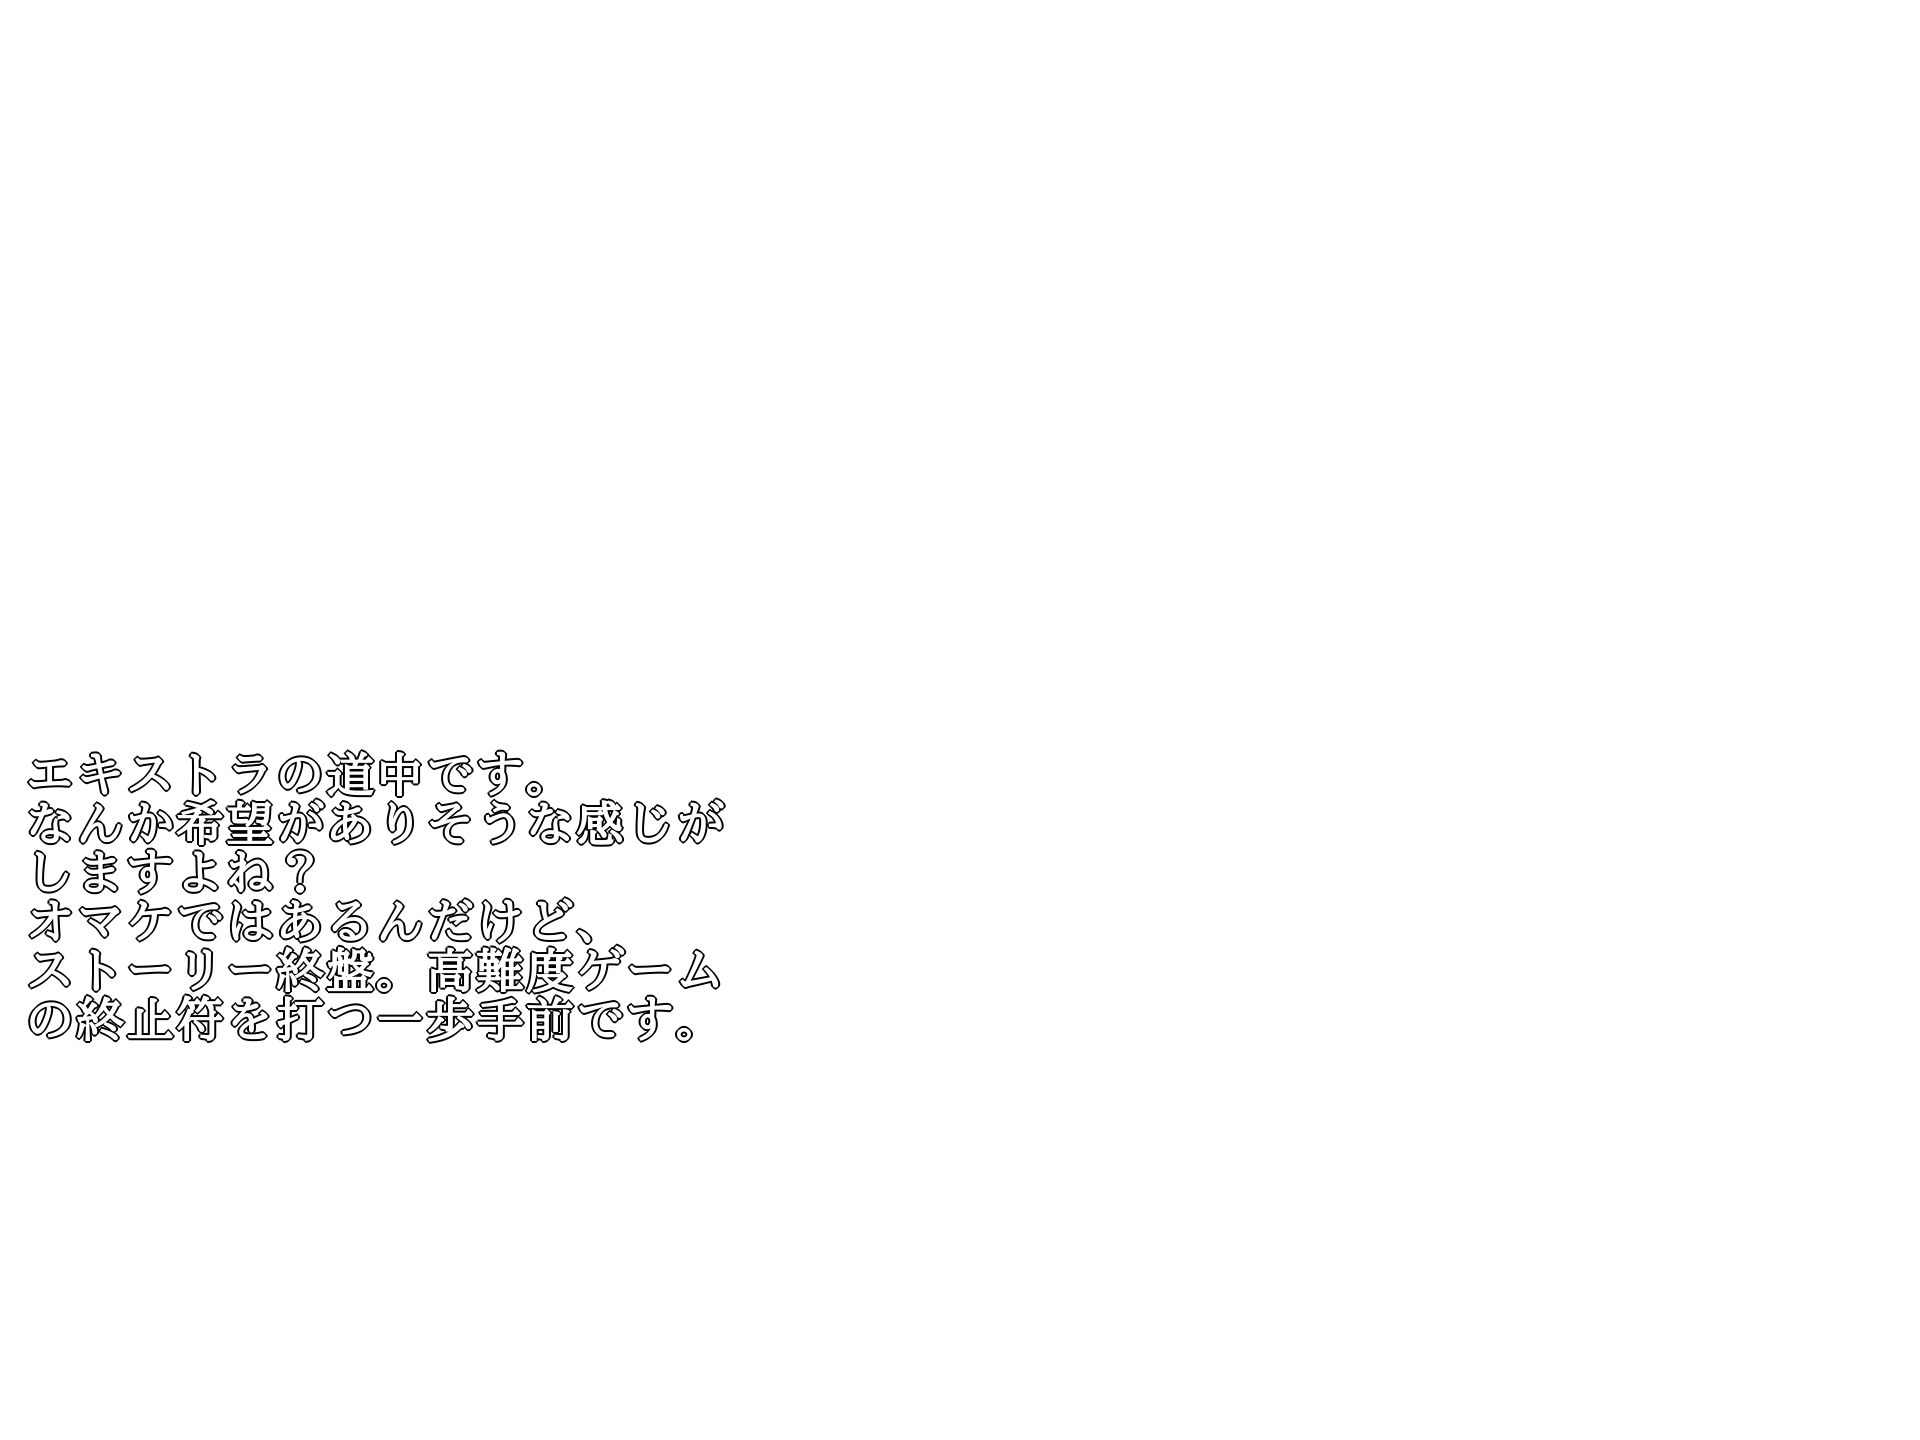 エキストラの道中です。
なんか希望がありそうな感じが
しますよね？
オマケではあるんだけど、
ストーリー終盤。高難度ゲーム
の終止符を打つ一歩手前です。